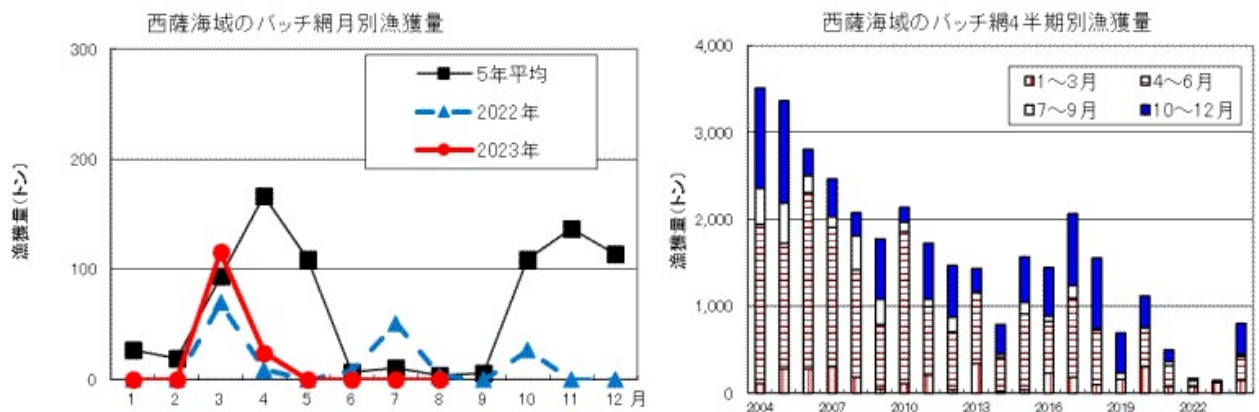 西薩海域のバッチ網月別漁獲量
300
200
100
0
漁獲量(トン)
5年平均
2022年
2023年
1 2 3 4 5 6 7 8 9 10 11 12 月
西薩海域のバッチ網4半期別漁獲量
4,000
3,000
2,000
1,000
0
漁獲量(トン)
1～3月 4～6月
7～9月 10～12月
2004 2007 2010 2013 2016 2019 2022